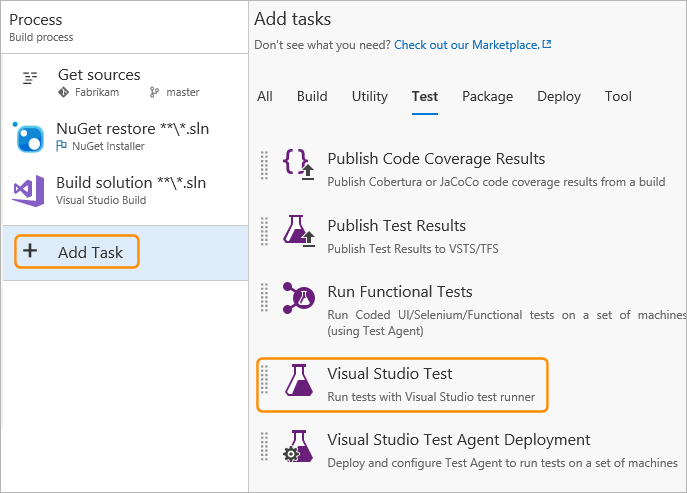 Process
Build process
Get sources
Fabrikam master
NuGet restore **\*.sln
NuGet Installer
Build solution **\*.sln
Visual Studio Build
+ Add Task
Add tasks
Don't see what you need? Check out our Marketplace.
All Build Utility Test Package Deploy Tool
Publish Code Coverage Results
Publish Cobertura or JaCoCo code coverage results from a build
Publish Test Results
Publish Test Results to VSTS/TFS
Run Functional Tests
Run Coded UI/Selenium/Functional tests on a set of machines
(using Test Agent)
Visual Studio Test
Run tests with Visual Studio test runner
Visual Studio Test Agent Deployment
Deploy and configure Test Agent to run tests on a set of machines